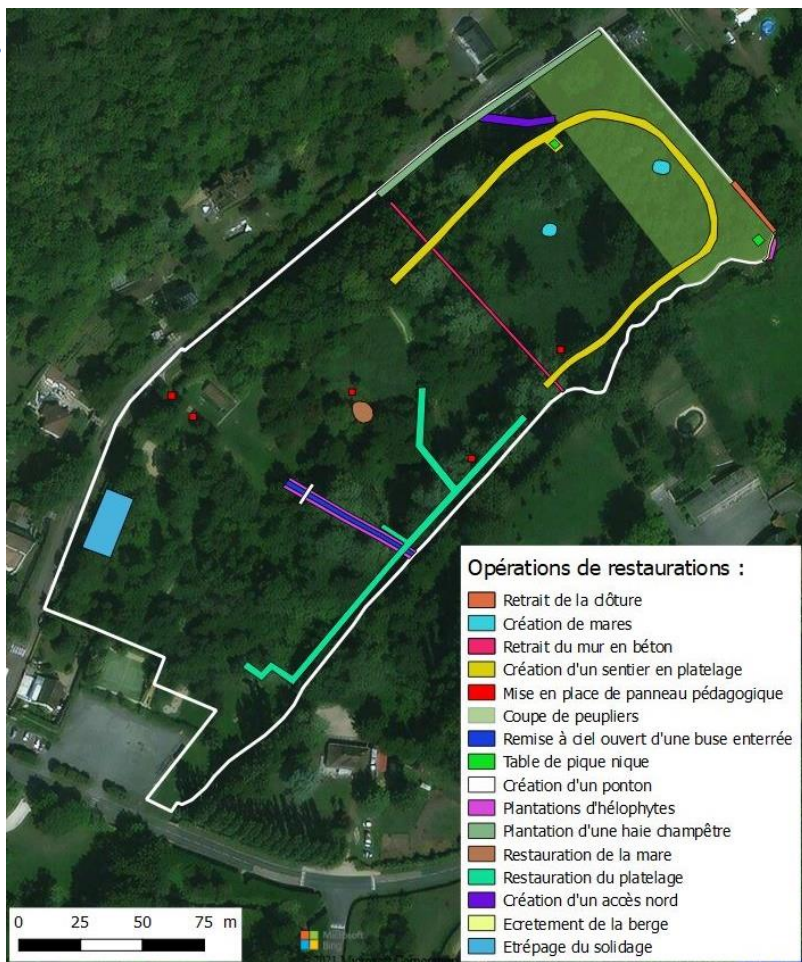 Opérations de restaurations :
Retrait de la clôture
Création de mares
Retrait du mur en béton
Création d'un sentier en platelage
Mise en place de panneau pédagogique
Coupe de peupliers
Remise à ciel ouvert d'une buse enterrée
Table de pique nique
Création d'un ponton
Plantations d'hélophytes
Plantation d'une haie champêtre
Restauration de la mare
Restauration du platelage
Création d'un accès nord
Ecretement de la berge
Etrépage du solidage
0 25 50 75 m
Microsoft
Bing